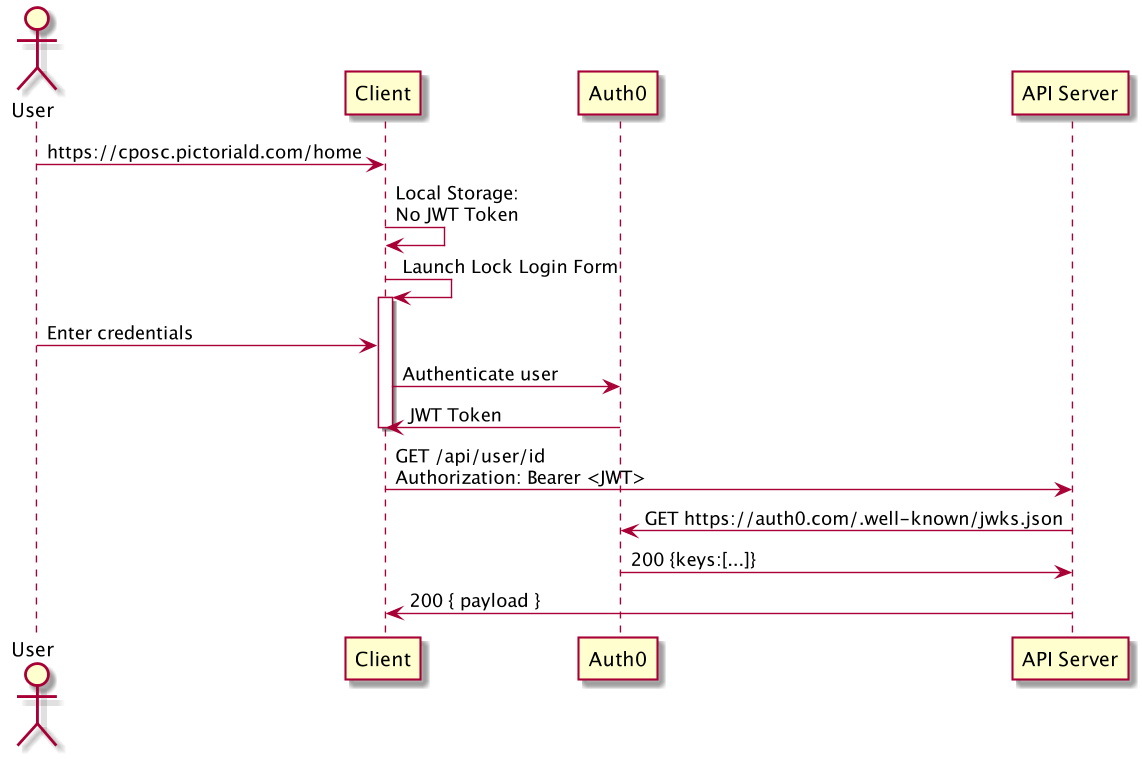 User
Client
Auth0
API Server
https://cposc.pictoriald.com/home
Local Storage:
No JWT Token
Launch Lock Login Form
Enter credentials
Authenticate user
JWT Token
GET /api/user/id
Authorization: Bearer <JWT>
GET https://auth0.com/.well-known/jwks.json
200 {keys:[...]}
200 { payload }
User
Client
Auth0
API Server